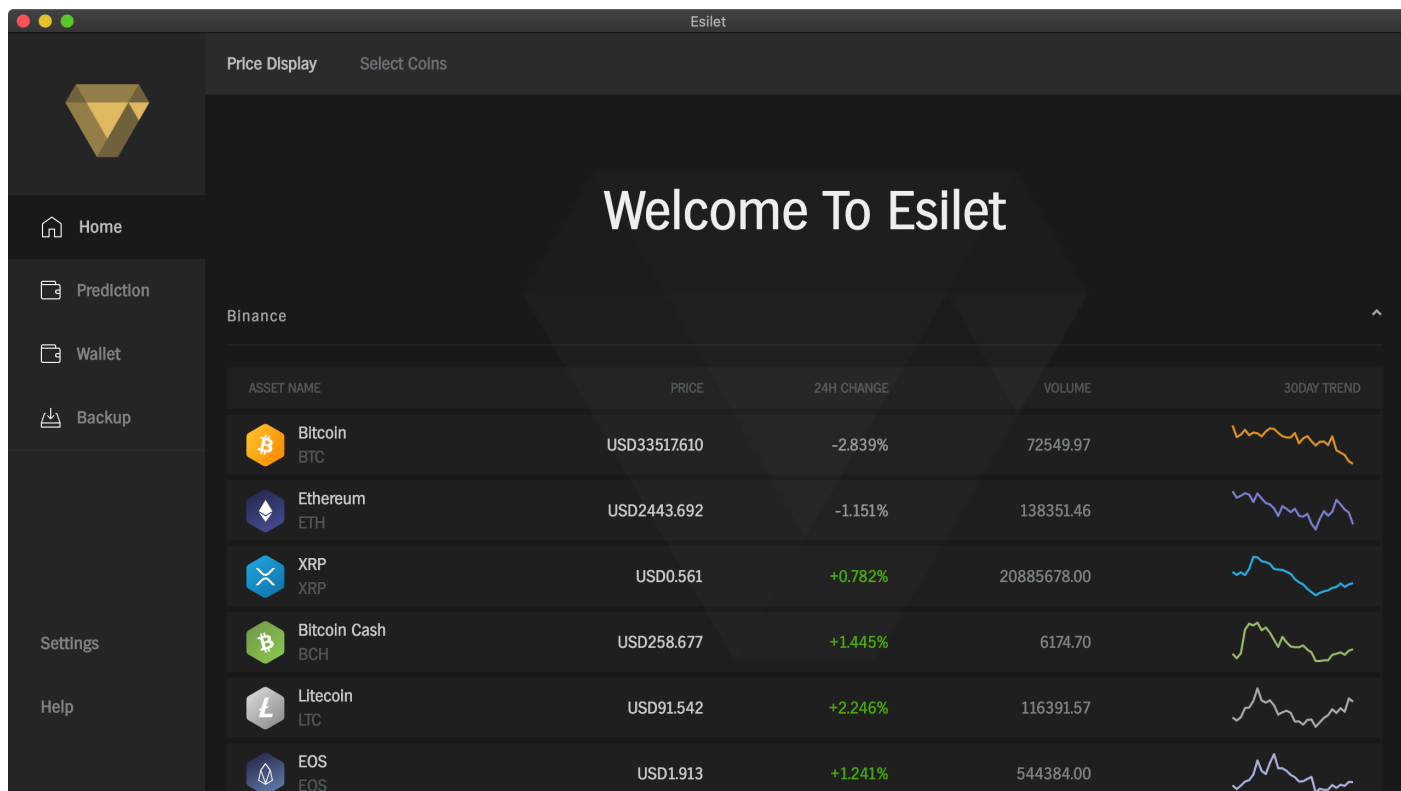 Esilet
Price Display Select Coins
Welcome To Esilet
Home
Prediction
Wallet
Backup
Settings
Help
Binance
ASSET NAME PRICE 24H CHANGE VOLUME 30DAY TREND
Bitcoin
BTC USD33517.610 -2.839% 72549.97
Ethereum
ETH USD2443.692 -1.151% 138351.46
XRP
XRP USD0.561 +0.782% 20885678.00
Bitcoin Cash
BCH USD258.677 +1.445% 6174.70
Litecoin
LTC USD91.542 +2.246% 116391.57
EOS
EOS USD1.913 +1.241% 544384.00